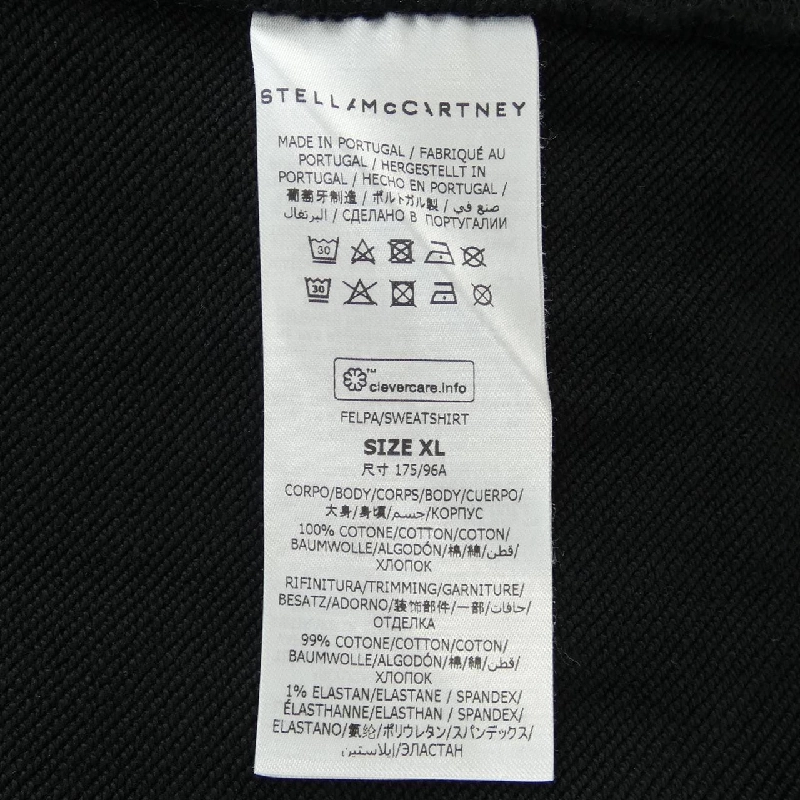 STELLA McCARTNEY
MADE IN PORTUGAL / FABRIQUÉ AU
PORTUGAL / HERGESTELLT IN
PORTUGAL / HECHO EN PORTUGAL /
葡萄牙制造 / ポルトガル製 / صنع في
البرتغال / СДЕЛАНО В ПОРТУГАЛИИ
30
30
™
clevercare.info
FELPA/SWEATSHIRT
SIZE XL
尺寸 175/96A
CORPO/BODY/CORPS/BODY/CUERPO/
大身/身頃/جسم/КОРПУС
100% COTONE/COTTON/COTON/
BAUMWOLLE/ALGODÓN/棉/綿/قطن/
ХЛОПОК
RIFINITURA/TRIMMING/GARNITURE/
BESATZ/ADORNO/装饰部件/一部/حافات/
ОТДЕЛКА
99% COTONE/COTTON/COTON/
BAUMWOLLE/ALGODÓN/棉/綿/قطن/
ХЛОПОК
1% ELASTAN/ELASTANE / SPANDEX/
ÉLASTHANNE/ELASTHAN / SPANDEX/
ELASTANO/氨纶/ポリウレタン/スパンデックス/
إيلاستين/ЭЛАСТАН